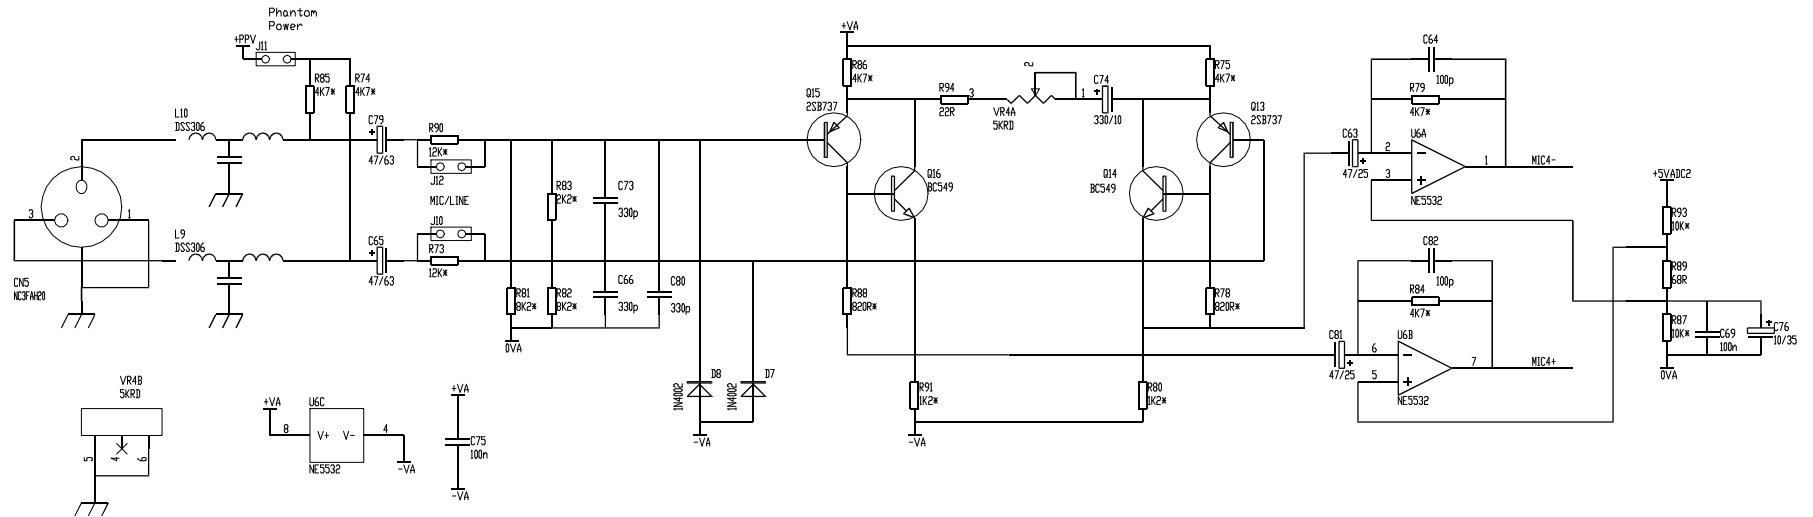 Phantom
Power
+PPV
J11
R85
4K7*
R74
4K7*
L10
DSS306
C79
47/63
R90
12K*
J12
MIC/LINE
J10
R73
12K*
2
3
1
CN5
NC3FAH20
L9
DSS306
C65
47/63
R83
2K2*
C73
330p
R81
8K2*
R82
8K2*
C66
330p
C80
330p
0VA
D8
1N4002
D7
1N4002
-VA
+VA
R86
4K7*
Q15
2SB737
R94
22R
3
2
VR4A
5KRD
1
C74
330/10
R75
4K7*
Q13
2SB737
Q16
BC549
Q14
BC549
R88
820R*
R78
820R*
R91
1K2*
R80
1K2*
-VA
C64
100p
R79
4K7*
C63
47/25
U6A
2
3
1
NE5532
MIC4-
C82
100p
R84
4K7*
C81
47/25
U6B
6
5
7
NE5532
MIC4+
+5VADC2
R93
10K*
R89
68R
R87
10K*
C69
100n
C76
10/35
0VA
VR4B
5KRD
5
4
6
+VA
8
U6C
V+ V-
4
NE5532
-VA
+VA
C75
100n
-VA